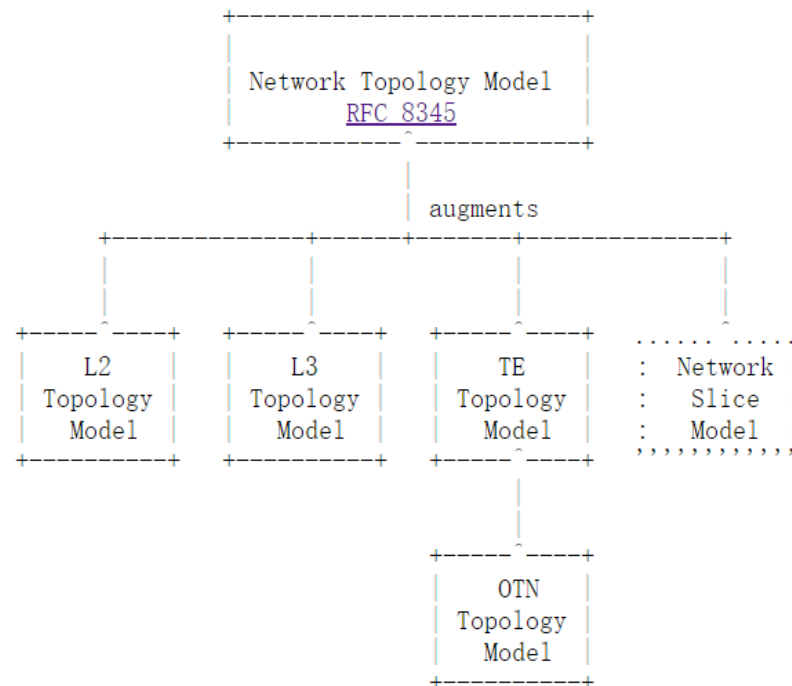 Network Topology Model
RFC 8345
augments
L2
Topology
Model
L3
Topology
Model
TE
Topology
Model
: Network
: Slice
: Model
OTN
Topology
Model